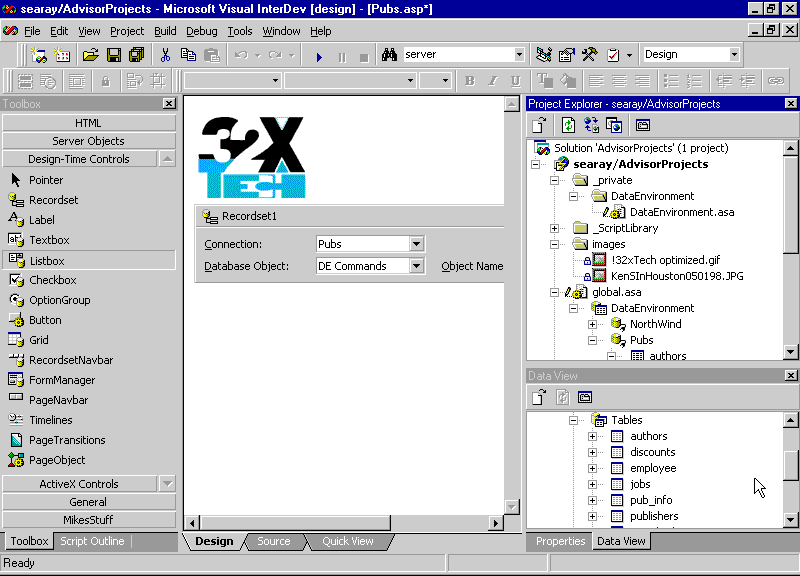 searay/AdvisorProjects - Microsoft Visual InterDev [design] - [Pubs.asp*]
File Edit View Project Build Debug Tools Window Help
server Design
B I U
Toolbox
HTML
Server Objects
Design-Time Controls
Pointer
Recordset
Label
Textbox
Listbox
Checkbox
OptionGroup
Button
Grid
RecordsetNavbar
FormManager
PageNavbar
Timelines
PageTransitions
PageObject
ActiveX Controls
General
MikesStuff
Toolbox Script Outline
32X
TECH
Recordset1
Connection: Pubs
Database Object: DE Commands Object Name
Design Source Quick View
Project Explorer - searay/AdvisorProjects
Solution 'AdvisorProjects' (1 project)
searay/AdvisorProjects
_private
DataEnvironment
DataEnvironment.asa
_ScriptLibrary
images
!32xTech optimized.gif
KenSInHouston050198.JPG
global.asa
DataEnvironment
NorthWind
Pubs
authors
Data View
Tables
authors
discounts
employee
jobs
pub_info
publishers
Properties Data View
Ready